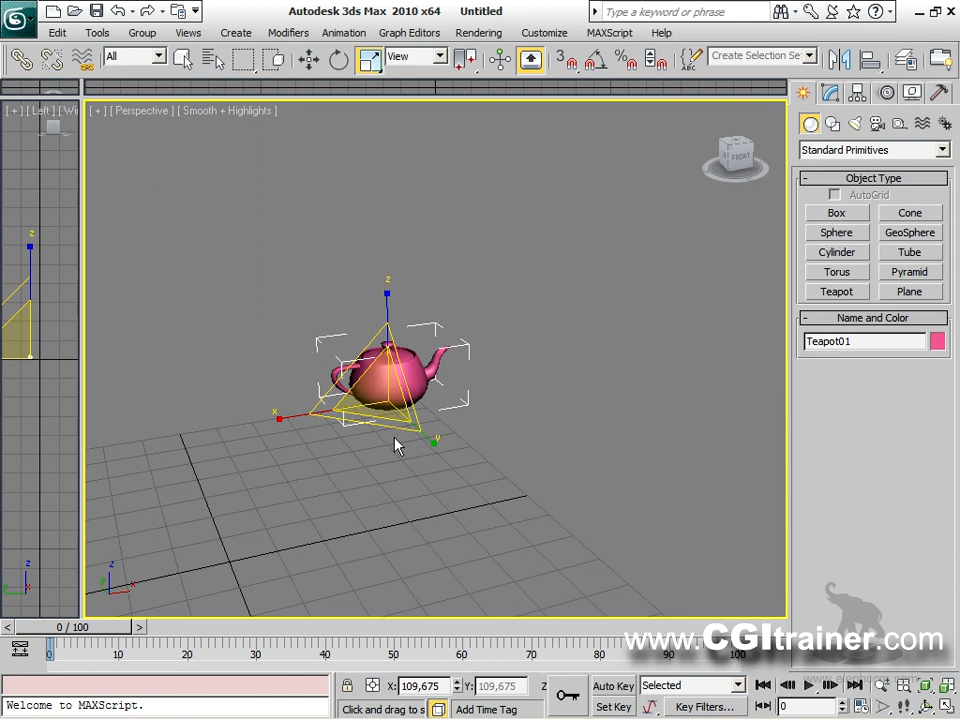 Autodesk 3ds Max 2010 x64 Untitled
Type a keyword or phrase
Edit Tools Group Views Create Modifiers Animation Graph Editors Rendering Customize MAXScript Help
All View 3 Create Selection Se
ABC
[ + ] [ Left ] [ Wi
[ + ] [ Perspective ] [ Smooth + Highlights ]
FRONT
Standard Primitives
- Object Type
AutoGrid
Box Cone
Sphere GeoSphere
Cylinder Tube
Torus Pyramid
Teapot Plane
- Name and Color
Teapot01
z
z
x
y
z
y x
z
y x
< 0 / 100 >
0 10 20 30 40 50 60 70 80 90 100
www.CGItrainer.com
X: 109,675 Y: 109,675 Z Auto Key Selected
Welcome to MAXScript. Click and drag to s Add Time Tag Set Key Key Filters... 0